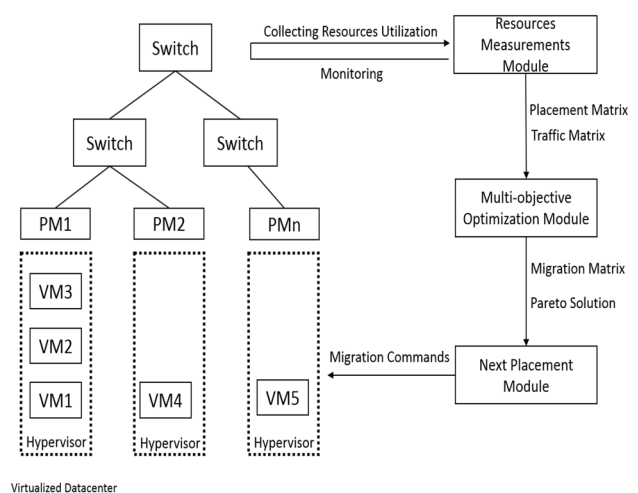 Switch
Collecting Resources Utilization
Monitoring
Resources
Measurements
Module
Placement Matrix
Traffic Matrix
Switch
Switch
Multi-objective
Optimization Module
PM1
PM2
PMn
Migration Matrix
Pareto Solution
VM3
VM2
VM1
Hypervisor
VM4
Hypervisor
VM5
Hypervisor
Migration Commands
Next Placement
Module
Virtualized Datacenter